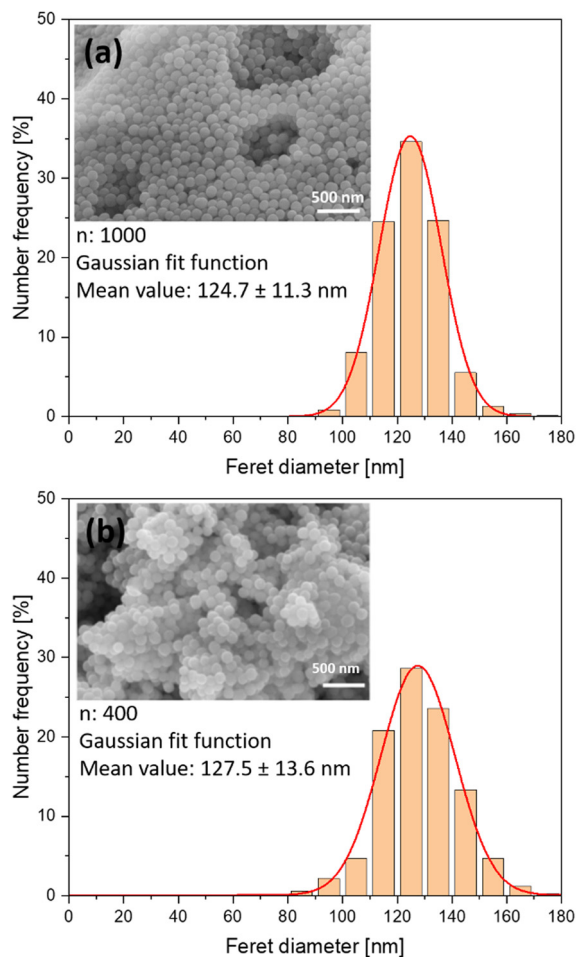 50
(a)
40
30
500 nm
n: 1000
Gaussian fit function
Mean value: 124.7 ± 11.3 nm
20
10
0
Number frequency [%]
0 20 40 60 80 100 120 140 160 180
Feret diameter [nm]
50
(b)
40
30
500 nm
n: 400
Gaussian fit function
Mean value: 127.5 ± 13.6 nm
20
10
0
Number frequency [%]
0 20 40 60 80 100 120 140 160 180
Feret diameter [nm]